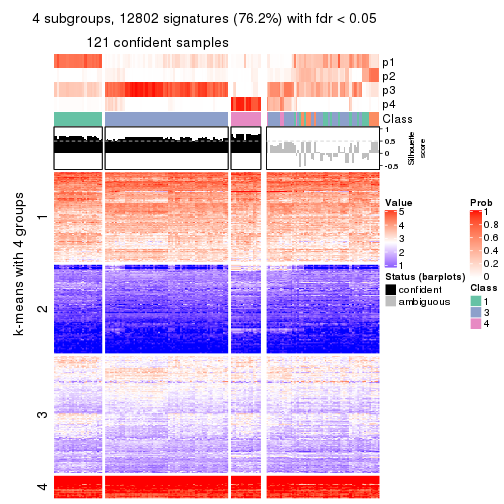 4 subgroups, 12802 signatures (76.2%) with fdr < 0.05
121 confident samples
p1
p2
p3
p4
Class
1
0.5
0
-0.5
Silhouette
score
k-means with 4 groups
1
2
3
4
Value
5
4
3
2
1
Status (barplots)
confident
ambiguous
Prob
1
0.8
0.6
0.4
0.2
0
Class
1
3
4